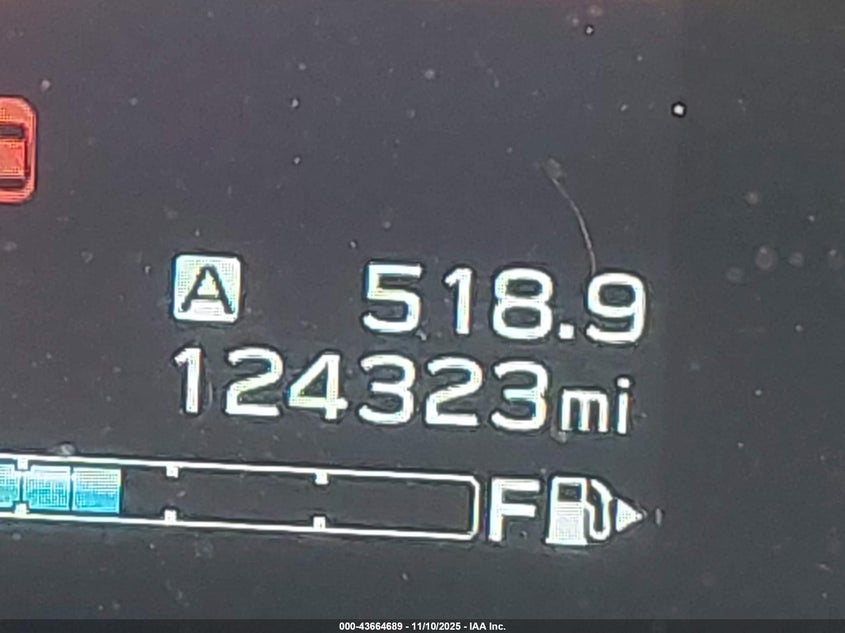 A 518.9
124323mi
F
000-43664689 - 11/10/2025 - IAA Inc.